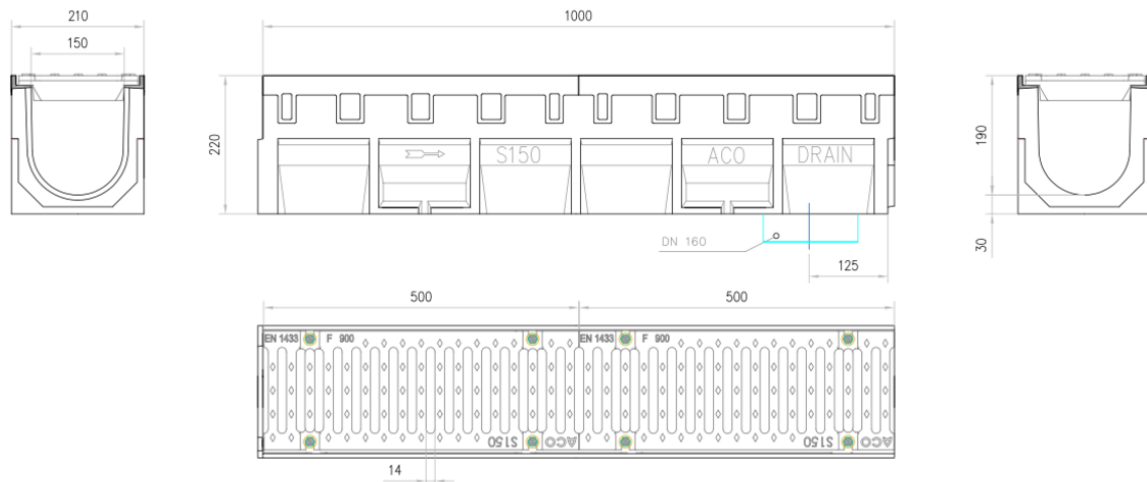 210
150
1000
220
S150
ACO
DRAIN
DN 160
125
190
30
500
500
EN 1433 F 900
EN 1433 F 900
S150
ACO
S150
ACO
14